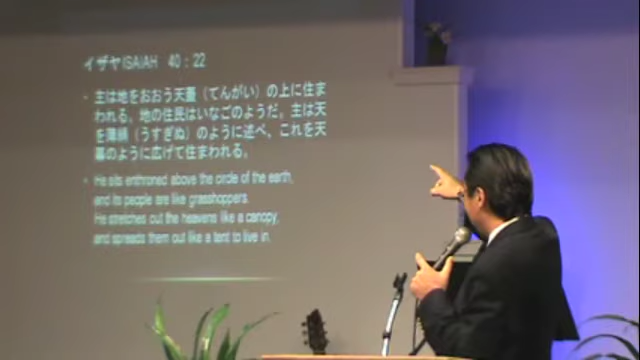 イザヤ ISAIAH　40：22
• 主は地をおおう天蓋（てんがい）の上に住ま
われる。地の住民はいなごのようだ。主は天
を薄絹（うすぎぬ）のように述べ、これを天
幕のように広げて住まわれる。
• He sits enthroned above the circle of the earth,
and its people are like grasshoppers.
He stretches out the heavens like a canopy,
and spreads them out like a tent to live in.